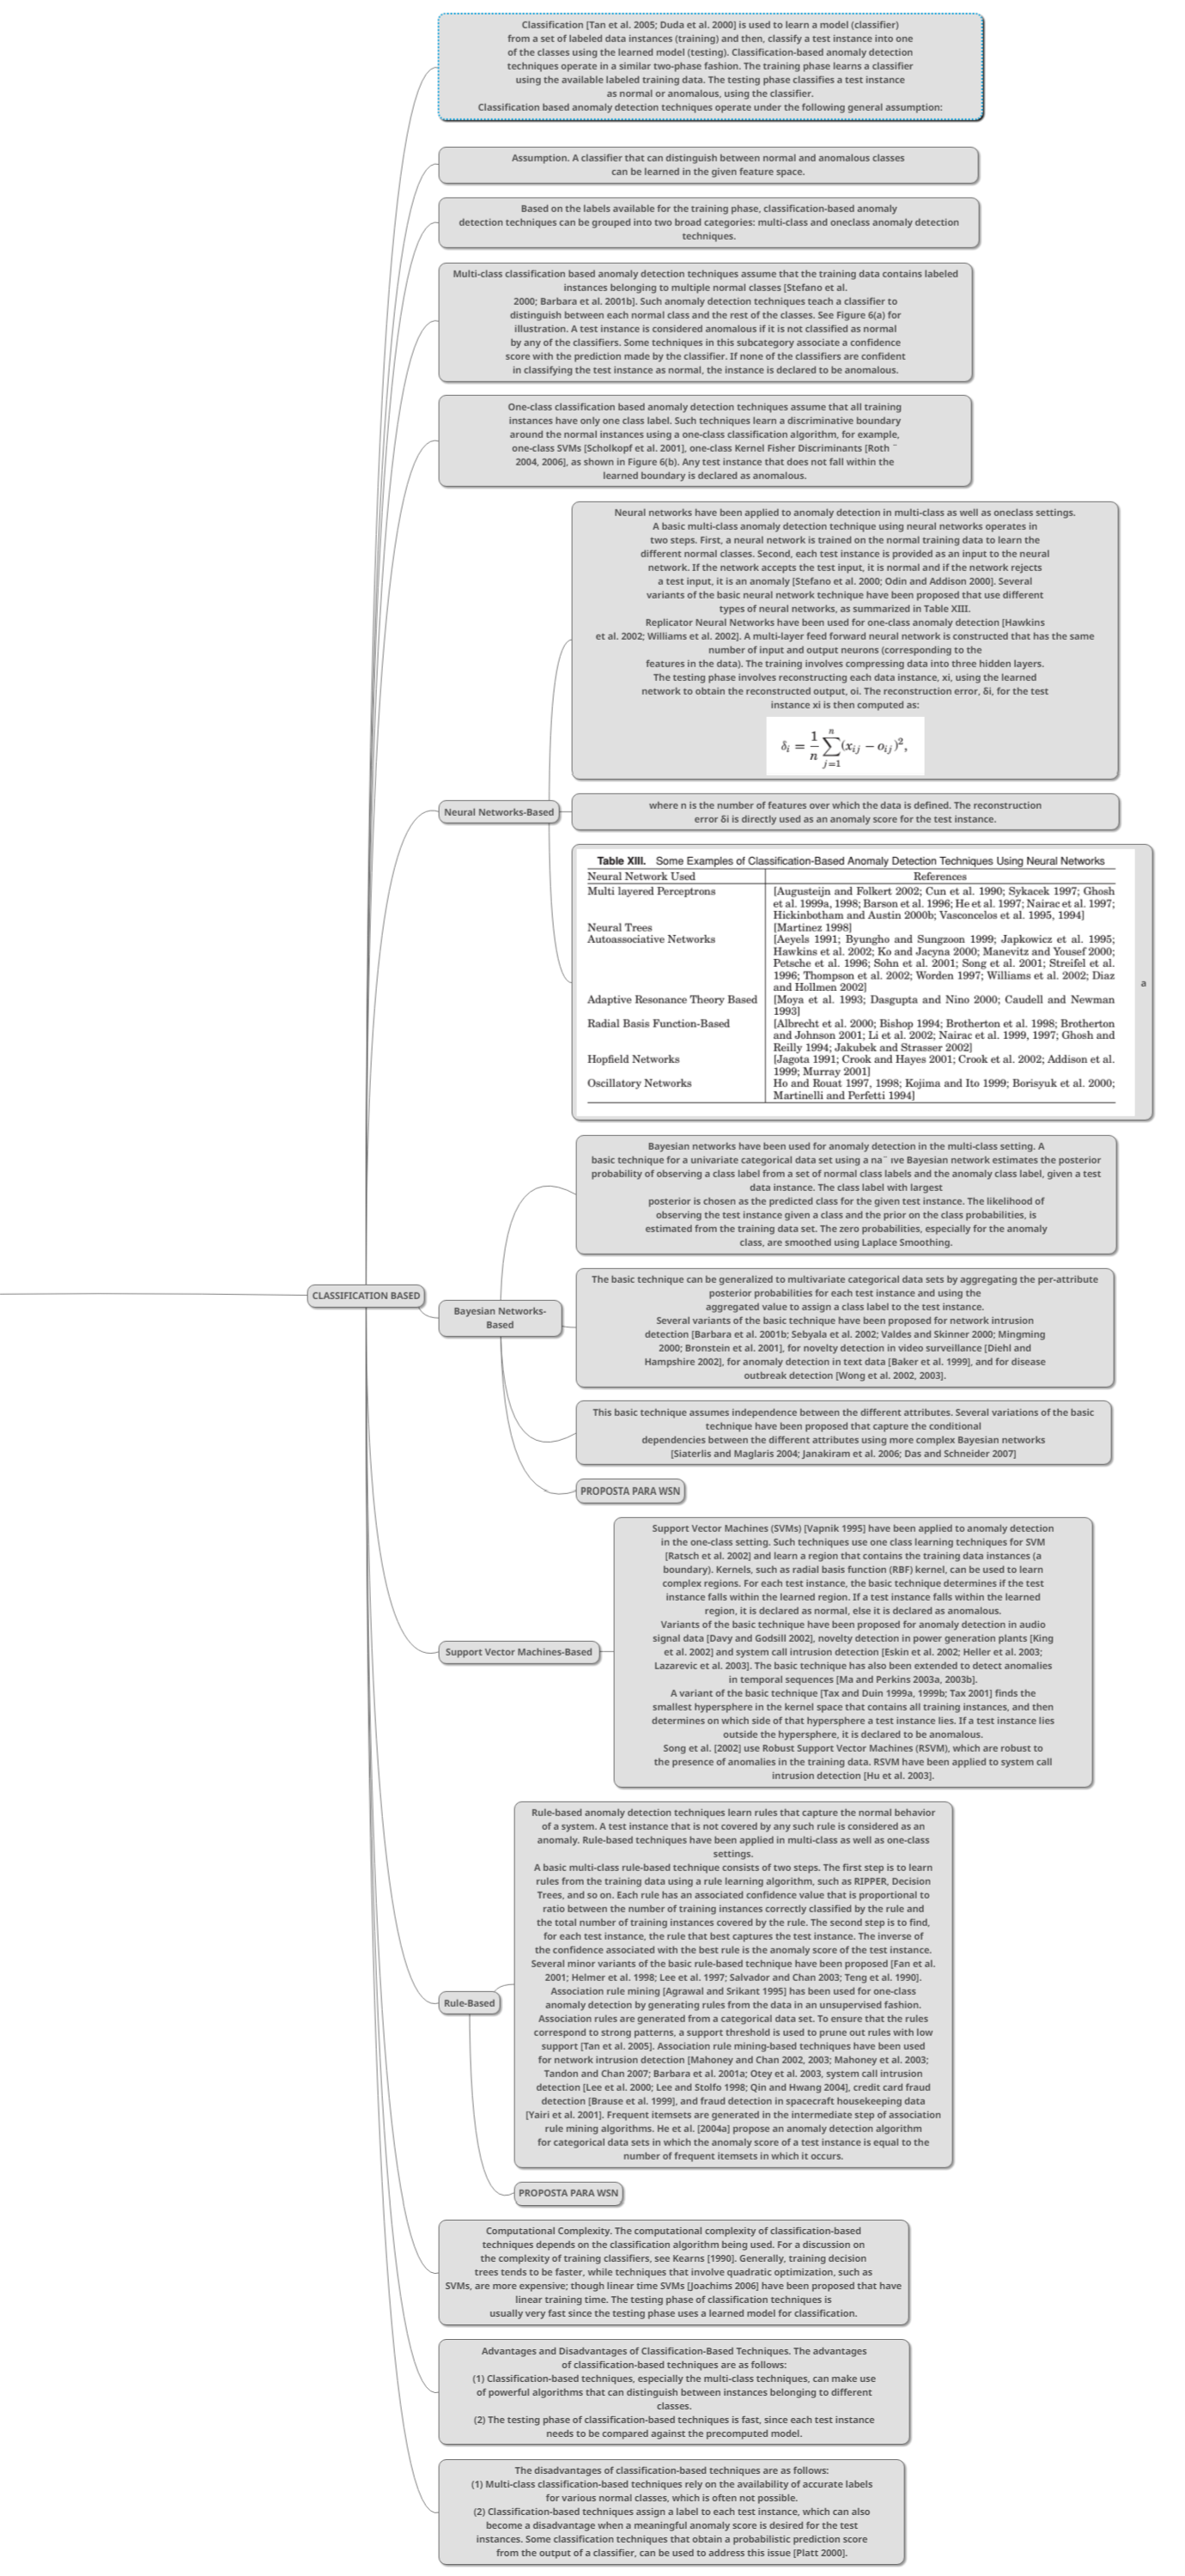 Classification [Tan et al. 2005; Duda et al. 2000] is used to learn a model (classifier)
from a set of labeled data instances (training) and then, classify a test instance into one
of the classes using the learned model (testing). Classification-based anomaly detection
techniques operate in a similar two-phase fashion. The training phase learns a classifier
using the available labeled training data. The testing phase classifies a test instance
as normal or anomalous, using the classifier.
Classification based anomaly detection techniques operate under the following general assumption:
Assumption. A classifier that can distinguish between normal and anomalous classes
can be learned in the given feature space.
Based on the labels available for the training phase, classification-based anomaly
detection techniques can be grouped into two broad categories: multi-class and oneclass anomaly detection
techniques.
Multi-class classification based anomaly detection techniques assume that the training data contains labeled
instances belonging to multiple normal classes [Stefano et al.
2000; Barbara et al. 2001b]. Such anomaly detection techniques teach a classifier to
distinguish between each normal class and the rest of the classes. See Figure 6(a) for
illustration. A test instance is considered anomalous if it is not classified as normal
by any of the classifiers. Some techniques in this subcategory associate a confidence
score with the prediction made by the classifier. If none of the classifiers are confident
in classifying the test instance as normal, the instance is declared to be anomalous.
One-class classification based anomaly detection techniques assume that all training
instances have only one class label. Such techniques learn a discriminative boundary
around the normal instances using a one-class classification algorithm, for example,
one-class SVMs [Scholkopf et al. 2001], one-class Kernel Fisher Discriminants [Roth ¨
2004, 2006], as shown in Figure 6(b). Any test instance that does not fall within the
learned boundary is declared as anomalous.
Neural networks have been applied to anomaly detection in multi-class as well as oneclass settings.
A basic multi-class anomaly detection technique using neural networks operates in
two steps. First, a neural network is trained on the normal training data to learn the
different normal classes. Second, each test instance is provided as an input to the neural
network. If the network accepts the test input, it is normal and if the network rejects
a test input, it is an anomaly [Stefano et al. 2000; Odin and Addison 2000]. Several
variants of the basic neural network technique have been proposed that use different
types of neural networks, as summarized in Table XIII.
Replicator Neural Networks have been used for one-class anomaly detection [Hawkins
et al. 2002; Williams et al. 2002]. A multi-layer feed forward neural network is constructed that has the same
number of input and output neurons (corresponding to the
features in the data). The training involves compressing data into three hidden layers.
The testing phase involves reconstructing each data instance, xi, using the learned
network to obtain the reconstructed output, oi. The reconstruction error, δi, for the test
instance xi is then computed as:
δi = 1/n ∑ j=1 n (xij − oij)²,
Neural Networks-Based
where n is the number of features over which the data is defined. The reconstruction
error δi is directly used as an anomaly score for the test instance.
Table XIII. Some Examples of Classification-Based Anomaly Detection Techniques Using Neural Networks
Neural Network Used References
Multi layered Perceptrons [Augusteijn and Folkert 2002; Cun et al. 1990; Sykacek 1997; Ghosh
et al. 1999a, 1998; Barson et al. 1996; He et al. 1997; Nairac et al. 1997;
Hickinbotham and Austin 2000b; Vasconcelos et al. 1995, 1994]
Neural Trees [Martinez 1998]
Autoassociative Networks [Aeyels 1991; Byungho and Sungzoon 1999; Japkowicz et al. 1995;
Hawkins et al. 2002; Ko and Jacyna 2000; Manevitz and Yousef 2000;
Petsche et al. 1996; Sohn et al. 2001; Song et al. 2001; Streifel et al.
1996; Thompson et al. 2002; Worden 1997; Williams et al. 2002; Diaz
and Hollmen 2002]
Adaptive Resonance Theory Based [Moya et al. 1993; Dasgupta and Nino 2000; Caudell and Newman
1993]
Radial Basis Function-Based [Albrecht et al. 2000; Bishop 1994; Brotherton et al. 1998; Brotherton
and Johnson 2001; Li et al. 2002; Nairac et al. 1999, 1997; Ghosh and
Reilly 1994; Jakubek and Strasser 2002]
Hopfield Networks [Jagota 1991; Crook and Hayes 2001; Crook et al. 2002; Addison et al.
1999; Murray 2001]
Oscillatory Networks Ho and Rouat 1997, 1998; Kojima and Ito 1999; Borisyuk et al. 2000;
Martinelli and Perfetti 1994]
a
Bayesian networks have been used for anomaly detection in the multi-class setting. A
basic technique for a univariate categorical data set using a na¨ ıve Bayesian network estimates the posterior
probability of observing a class label from a set of normal class labels and the anomaly class label, given a test
data instance. The class label with largest
posterior is chosen as the predicted class for the given test instance. The likelihood of
observing the test instance given a class and the prior on the class probabilities, is
estimated from the training data set. The zero probabilities, especially for the anomaly
class, are smoothed using Laplace Smoothing.
CLASSIFICATION BASED
Bayesian Networks-
Based
The basic technique can be generalized to multivariate categorical data sets by aggregating the per-attribute
posterior probabilities for each test instance and using the
aggregated value to assign a class label to the test instance.
Several variants of the basic technique have been proposed for network intrusion
detection [Barbara et al. 2001b; Sebyala et al. 2002; Valdes and Skinner 2000; Mingming
2000; Bronstein et al. 2001], for novelty detection in video surveillance [Diehl and
Hampshire 2002], for anomaly detection in text data [Baker et al. 1999], and for disease
outbreak detection [Wong et al. 2002, 2003].
This basic technique assumes independence between the different attributes. Several variations of the basic
technique have been proposed that capture the conditional
dependencies between the different attributes using more complex Bayesian networks
[Siaterlis and Maglaris 2004; Janakiram et al. 2006; Das and Schneider 2007]
PROPOSTA PARA WSN
Support Vector Machines-Based
Support Vector Machines (SVMs) [Vapnik 1995] have been applied to anomaly detection
in the one-class setting. Such techniques use one class learning techniques for SVM
[Ratsch et al. 2002] and learn a region that contains the training data instances (a
boundary). Kernels, such as radial basis function (RBF) kernel, can be used to learn
complex regions. For each test instance, the basic technique determines if the test
instance falls within the learned region. If a test instance falls within the learned
region, it is declared as normal, else it is declared as anomalous.
Variants of the basic technique have been proposed for anomaly detection in audio
signal data [Davy and Godsill 2002], novelty detection in power generation plants [King
et al. 2002] and system call intrusion detection [Eskin et al. 2002; Heller et al. 2003;
Lazarevic et al. 2003]. The basic technique has also been extended to detect anomalies
in temporal sequences [Ma and Perkins 2003a, 2003b].
A variant of the basic technique [Tax and Duin 1999a, 1999b; Tax 2001] finds the
smallest hypersphere in the kernel space that contains all training instances, and then
determines on which side of that hypersphere a test instance lies. If a test instance lies
outside the hypersphere, it is declared to be anomalous.
Song et al. [2002] use Robust Support Vector Machines (RSVM), which are robust to
the presence of anomalies in the training data. RSVM have been applied to system call
intrusion detection [Hu et al. 2003].
Rule-Based
Rule-based anomaly detection techniques learn rules that capture the normal behavior
of a system. A test instance that is not covered by any such rule is considered as an
anomaly. Rule-based techniques have been applied in multi-class as well as one-class
settings.
A basic multi-class rule-based technique consists of two steps. The first step is to learn
rules from the training data using a rule learning algorithm, such as RIPPER, Decision
Trees, and so on. Each rule has an associated confidence value that is proportional to
ratio between the number of training instances correctly classified by the rule and
the total number of training instances covered by the rule. The second step is to find,
for each test instance, the rule that best captures the test instance. The inverse of
the confidence associated with the best rule is the anomaly score of the test instance.
Several minor variants of the basic rule-based technique have been proposed [Fan et al.
2001; Helmer et al. 1998; Lee et al. 1997; Salvador and Chan 2003; Teng et al. 1990].
Association rule mining [Agrawal and Srikant 1995] has been used for one-class
anomaly detection by generating rules from the data in an unsupervised fashion.
Association rules are generated from a categorical data set. To ensure that the rules
correspond to strong patterns, a support threshold is used to prune out rules with low
support [Tan et al. 2005]. Association rule mining-based techniques have been used
for network intrusion detection [Mahoney and Chan 2002, 2003; Mahoney et al. 2003;
Tandon and Chan 2007; Barbara et al. 2001a; Otey et al. 2003, system call intrusion
detection [Lee et al. 2000; Lee and Stolfo 1998; Qin and Hwang 2004], credit card fraud
detection [Brause et al. 1999], and fraud detection in spacecraft housekeeping data
[Yairi et al. 2001]. Frequent itemsets are generated in the intermediate step of association
rule mining algorithms. He et al. [2004a] propose an anomaly detection algorithm
for categorical data sets in which the anomaly score of a test instance is equal to the
number of frequent itemsets in which it occurs.
PROPOSTA PARA WSN
Computational Complexity. The computational complexity of classification-based
techniques depends on the classification algorithm being used. For a discussion on
the complexity of training classifiers, see Kearns [1990]. Generally, training decision
trees tends to be faster, while techniques that involve quadratic optimization, such as
SVMs, are more expensive; though linear time SVMs [Joachims 2006] have been proposed that have
linear training time. The testing phase of classification techniques is
usually very fast since the testing phase uses a learned model for classification.
Advantages and Disadvantages of Classification-Based Techniques. The advantages
of classification-based techniques are as follows:
(1) Classification-based techniques, especially the multi-class techniques, can make use
of powerful algorithms that can distinguish between instances belonging to different
classes.
(2) The testing phase of classification-based techniques is fast, since each test instance
needs to be compared against the precomputed model.
The disadvantages of classification-based techniques are as follows:
(1) Multi-class classification-based techniques rely on the availability of accurate labels
for various normal classes, which is often not possible.
(2) Classification-based techniques assign a label to each test instance, which can also
become a disadvantage when a meaningful anomaly score is desired for the test
instances. Some classification techniques that obtain a probabilistic prediction score
from the output of a classifier, can be used to address this issue [Platt 2000].